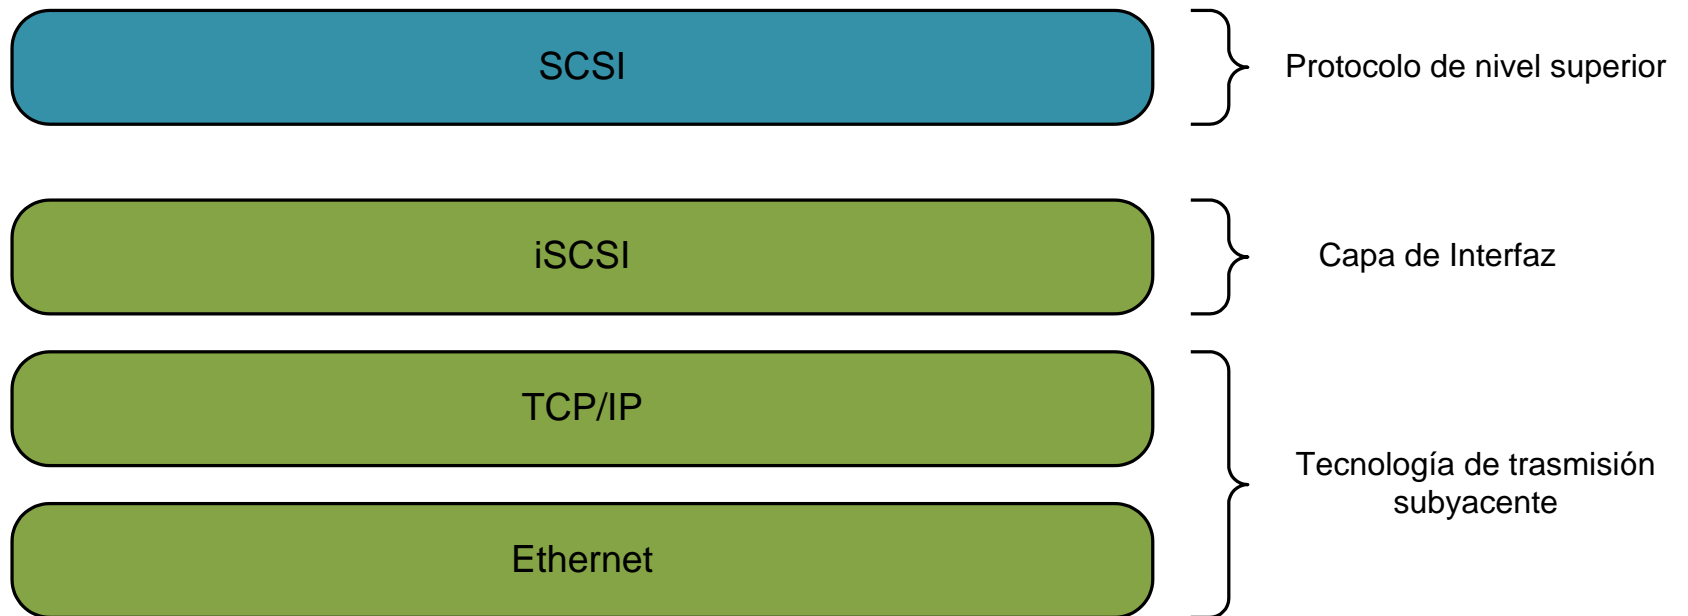 SCSI
Protocolo de nivel superior
iSCSI
Capa de Interfaz
TCP/IP
Tecnología de trasmisión
subyacente
Ethernet